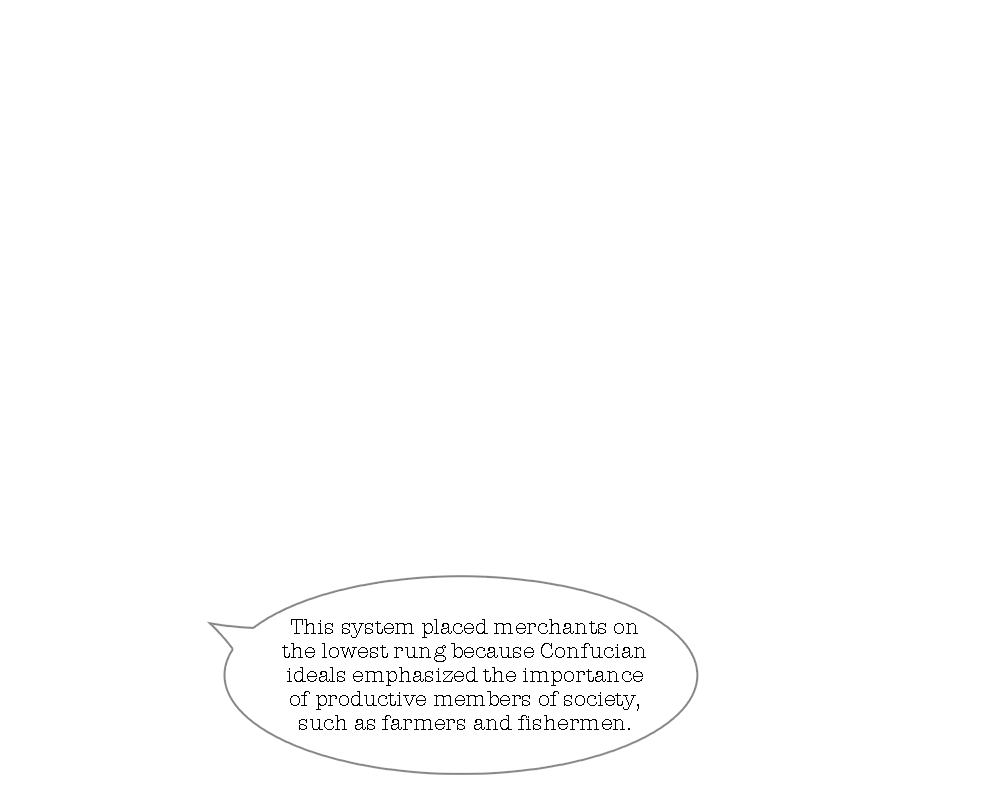 This system placed merchants on
the lowest rung because Confucian
ideals emphasized the importance
of productive members of society,
such as farmers and fishermen.